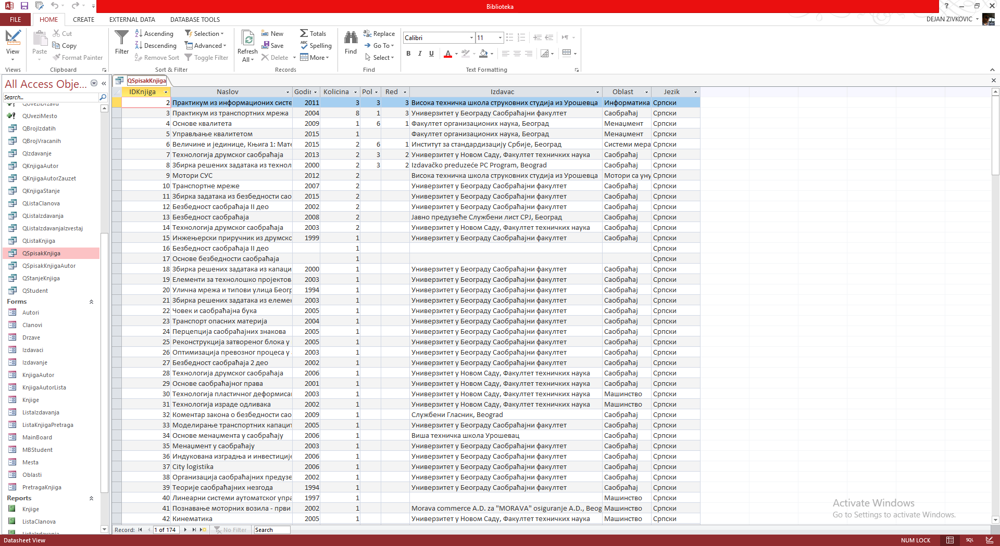 Biblioteka
?
FILE HOME CREATE EXTERNAL DATA DATABASE TOOLS DEJAN ZIVKOVIC
View
Views
Paste
Cut
Copy
Format Painter
Clipboard
Filter
Ascending
Descending
Remove Sort
Selection
Advanced
Toggle Filter
Sort & Filter
Refresh
All
New
Save
Delete
Totals
Spelling
More
Records
Find
Replace
Go To
Select
Find
Calibri 11
B I U A
Text Formatting
All Access Obje...
Search...
QUveziDrzavu
QUveziMesto
QBrojIzdatih
QBrojVracanih
QIzdavanje
QKnjigaAutor
QKnjigaAutorZauzet
QKnjigaStanje
QListaClanova
QListaIzdavanja
QListaIzdavanjaIzvestaj
QListaKnjiga
QSpisakKnjiga
QSpisakKnjigaAutor
QStanjeKnjiga
QStudent
Forms
Autori
Clanovi
Drzave
Izdavaci
Izdavanje
KnjigaAutor
KnjigaAutorLista
Knjige
ListaIzdavanja
ListaKnjigaPretraga
MainBoard
MBStudent
Mesta
Oblasti
PretragaKnjiga
Reports
Knjige
ListaClanova
ListaIzdavanja
QSpisakKnjiga
IDKnjiga Naslov Godir Kolicina Pol Red Izdavac Oblast Jezik
2 Практикум из информационих систе 2011 3 3 3 Висока техничка школа струковних студија из Урошевца Информатика Српски
3 Практикум из транспортних мрежа 2004 8 1 3 Универзитет у Београду Саобраћајни факултет Саобраћај Српски
4 Основе квалитета 2009 1 6 1 Факултет организационих наука, Београд Менаџмент Српски
5 Управљање квалитетом 2015 1 Факултет организационих наука, Београд Менаџмент Српски
6 Величине и јединице, Књига 1: Мате 2015 2 6 1 Институт за стандардизацију Србије, Београд Системи мера Српски
7 Технологија друмског саобраћаја 2013 2 3 2 Универзитет у Новом Саду, Факултет техничких наука Саобраћај Српски
8 Збирка решених задатака из технол 2000 2 3 2 Izdavačko preduzeće PC Program, Beograd Саобраћај Српски
9 Мотори СУС 2012 2 Висока техничка школа струковних студија из Урошевца Мотори са уну Српски
10 Транспортне мреже 2007 2 Универзитет у Београду Саобраћајни факултет Саобраћај Српски
11 Збирка задатака из безбедности сао 2015 2 Универзитет у Београду Саобраћајни факултет Саобраћај Српски
12 Безбедност саобраћаја II део 2002 2 Универзитет у Београду Саобраћајни факултет Саобраћај Српски
13 Безбедност саобраћаја 2008 2 Јавно предузеће Службени лист СРЈ, Београд Саобраћај Српски
14 Технологија друмског саобраћаја 2003 2 Универзитет у Новом Саду, Факултет техничких наука Саобраћај Српски
15 Инжењерски приручник из друмско 1999 1 Универзитет у Београду Саобраћајни факултет Саобраћај Српски
16 Безбедност саобраћаја II део 1 Српски
17 Основе безбедности саобраћаја 1 Српски
18 Збирка решених задатака из капаци 2000 1 Универзитет у Београду Саобраћајни факултет Саобраћај Српски
19 Елементи за технолошко пројектов 2003 1 Универзитет у Београду Саобраћајни факултет Саобраћај Српски
20 Улична мрежа и типови улица Беогр 1994 1 Универзитет у Београду Саобраћајни факултет Саобраћај Српски
21 Збирка решених задатака из елемен 2003 1 Универзитет у Београду Саобраћајни факултет Саобраћај Српски
22 Човек и саобраћајна бука 2005 1 Универзитет у Београду Саобраћајни факултет Саобраћај Српски
23 Транспорт опасних материја 2004 1 Универзитет у Београду Саобраћајни факултет Саобраћај Српски
24 Перцепција саобраћајних знакова 2005 1 Универзитет у Београду Саобраћајни факултет Саобраћај Српски
25 Реконструкција затвореног блока у 2005 1 Универзитет у Београду Саобраћајни факултет Саобраћај Српски
26 Оптимизација превозног процеса у 2003 1 Универзитет у Београду Саобраћајни факултет Саобраћај Српски
27 Безбедност саобраћаја 2 део 2002 1 Универзитет у Београду Саобраћајни факултет Саобраћај Српски
28 Технологија друмског саобраћаја 2006 1 Универзитет у Новом Саду, Факултет техничких наука Саобраћај Српски
29 Основе саобраћајног права 2001 1 Универзитет у Новом Саду, Факултет техничких наука Саобраћај Српски
30 Технологија пластичног деформиса 2003 1 Универзитет у Новом Саду, Факултет техничких наука Машинство Српски
31 Технологија израде одливака 2002 1 Универзитет у Новом Саду, Факултет техничких наука Машинство Српски
32 Коментар закона о безбедности сао 2009 1 Службени Гласник, Beograd Саобраћај Српски
33 Моделирање транспортних капацит 2005 1 Универзитет у Београду Саобраћајни факултет Саобраћај Српски
34 Основе менаџмента у саобраћају 2006 1 Виша техничка школа Урошевац Саобраћај Српски
35 Менаџмент у саобраћају 2003 1 Универзитет у Београду Саобраћајни факултет Саобраћај Српски
36 Индукована изградња и инвестициј 2006 1 Универзитет у Београду Саобраћајни факултет Саобраћај Српски
37 City logistika 2006 1 Универзитет у Београду Саобраћајни факултет Саобраћај Српски
38 Организација саобраћајних предузе 2002 1 Универзитет у Београду Саобраћајни факултет Саобраћај Српски
39 Теорије саобраћајних незгода 1994 1 Универзитет у Београду Саобраћајни факултет Саобраћај Српски
40 Линеарни системи аутоматског упра 1997 1 Машинство Српски
41 Познавање моторних возила - први 2002 1 Morava commerce A.D. za "MORAVA" osiguranje A.D., Beog Машинство Српски
42 Кинематика 2005 1 Универзитет у Новом Саду, Факултет техничких наука Машинство Српски
Activate Windows
Go to Settings to activate Windows.
Record: 1 of 174 No Filter Search
Datasheet View NUM LOCK SQL